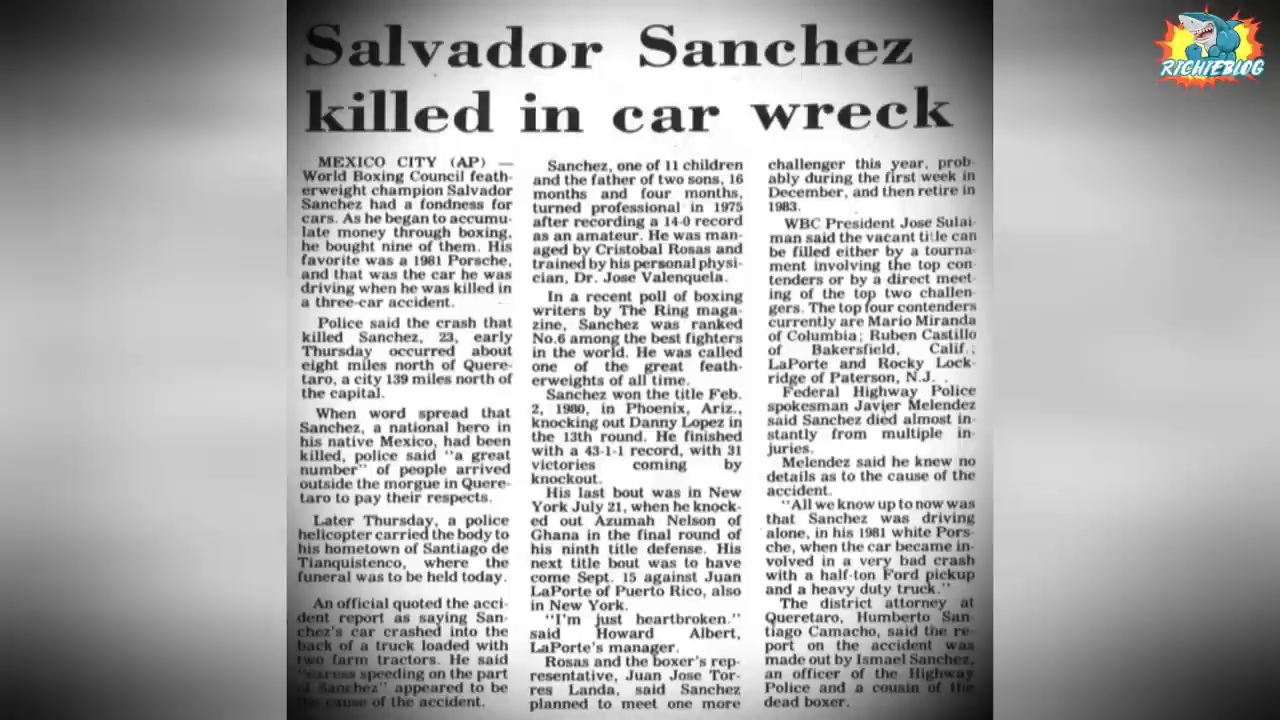 Salvador Sanchez
killed in car wreck
MEXICO CITY (AP) —
World Boxing Council feath-
erweight champion Salvador
Sanchez had a fondness for
cars. As he began to accumu-
late money through boxing,
he bought nine of them. His
favorite was a 1981 Porsche,
and that was the car he was
driving when he was killed in
a three-car accident.
Police said the crash that
killed Sanchez, 23, early
Thursday occurred about
eight miles north of Quere-
taro, a city 139 miles north of
the capital.
When word spread that
Sanchez, a national hero in
his native Mexico, had been
killed, police said "a great
number" of people arrived
outside the morgue in Quere-
taro to pay their respects.
Later Thursday, a police
helicopter carried the body to
his hometown of Santiago de
Tianquistenco, where the
funeral was to be held today.
An official quoted the acci-
dent report as saying San-
chez's car crashed into the
back of a truck loaded with
two farm tractors. He said
"excess speeding on the part
of Sanchez" appeared to be
the cause of the accident.
Sanchez, one of 11 children
and the father of two sons, 16
months and four months,
turned professional in 1975
after recording a 14-0 record
as an amateur. He was man-
aged by Cristobal Rosas and
trained by his personal physi-
cian, Dr. Jose Valenquela.
In a recent poll of boxing
writers by The Ring maga-
zine, Sanchez was ranked
No.6 among the best fighters
in the world. He was called
one of the great feath-
erweights of all time.
Sanchez won the title Feb.
2, 1980, in Phoenix, Ariz.,
knocking out Danny Lopez in
the 13th round. He finished
with a 43-1-1 record, with 31
victories coming by
knockout.
His last bout was in New
York July 21, when he knock-
ed out Azumah Nelson of
Ghana in the final round of
his ninth title defense. His
next title bout was to have
come Sept. 15 against Juan
LaPorte of Puerto Rico, also
in New York.
"I'm just heartbroken."
said Howard Albert,
LaPorte's manager.
Rosas and the boxer's rep-
resentative, Juan Jose Tor-
res Landa, said Sanchez
planned to meet one more
challenger this year, prob-
ably during the first week in
December, and then retire in
1983.
WBC President Jose Sulai-
man said the vacant title can
be filled either by a tourna-
ment involving the top con-
tenders or by a direct meet-
ing of the top two challen-
gers. The top four contenders
currently are Mario Miranda
of Columbia; Ruben Castillo
of Bakersfield, Calif.;
LaPorte and Rocky Lock-
ridge of Paterson, N.J. .
Federal Highway Police
spokesman Javier Melendez
said Sanchez died almost in-
stantly from multiple in-
juries.
Melendez said he knew no
details as to the cause of the
accident.
"All we know up to now was
that Sanchez was driving
alone, in his 1981 white Pors-
che, when the car became in-
volved in a very bad crash
with a half-ton Ford pickup
and a heavy duty truck."
The district attorney at
Queretaro, Humberto San-
tiago Camacho, said the re-
port on the accident was
made out by Ismael Sanchez,
an officer of the Highway
Police and a cousin of the
dead boxer.
RICHIEBLOG